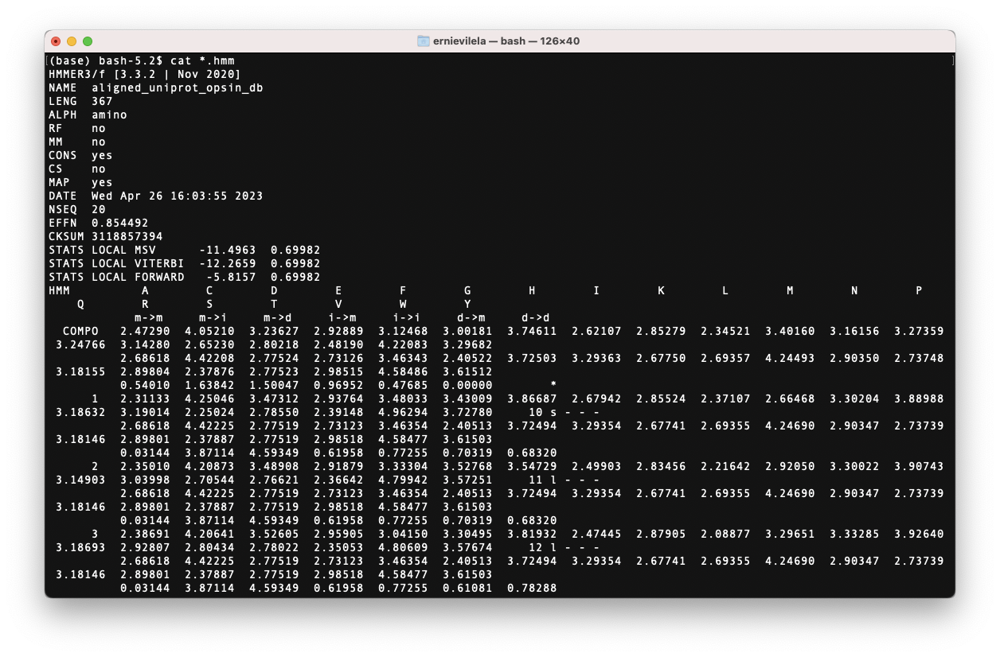 ernievilela — bash — 126×40
(base) bash-5.2$ cat *.hmm
HMMER3/f [3.3.2 | Nov 2020]
NAME  aligned_uniprot_opsin_db
LENG  367
ALPH  amino
RF    no
MM    no
CONS  yes
CS    no
MAP   yes
DATE  Wed Apr 26 16:03:55 2023
NSEQ  20
EFFN  0.854492
CKSUM 3118857394
STATS LOCAL MSV      -11.4963  0.69982
STATS LOCAL VITERBI  -12.2659  0.69982
STATS LOCAL FORWARD   -5.8157  0.69982
HMM          A        C        D        E        F        G        H        I        K        L        M        N        P
    Q        R        S        T        V        W        Y
            m->m     m->i     m->d     i->m     i->i     d->m     d->d
  COMPO   2.47290  4.05210  3.23627  2.92889  3.12468  3.00181  3.74611  2.62107  2.85279  2.34521  3.40160  3.16156  3.27359
 3.24766  3.14280  2.65230  2.80218  2.48190  4.22083  3.29682
          2.68618  4.42208  2.77524  2.73126  3.46343  2.40522  3.72503  3.29363  2.67750  2.69357  4.24493  2.90350  2.73748
 3.18155  2.89804  2.37876  2.77523  2.98515  4.58486  3.61512
          0.54010  1.63842  1.50047  0.96952  0.47685  0.00000        *
      1   2.31133  4.25046  3.47312  2.93764  3.48033  3.43009  3.86687  2.67942  2.85524  2.37107  2.66468  3.30204  3.88988
 3.18632  3.19014  2.25024  2.78550  2.39148  4.96294  3.72780     10 s - - -
          2.68618  4.42225  2.77519  2.73123  3.46354  2.40513  3.72494  3.29354  2.67741  2.69355  4.24690  2.90347  2.73739
 3.18146  2.89801  2.37887  2.77519  2.98518  4.58477  3.61503
          0.03144  3.87114  4.59349  0.61958  0.77255  0.70319  0.68320
      2   2.35010  4.20873  3.48908  2.91879  3.33304  3.52768  3.54729  2.49903  2.83456  2.21642  2.92050  3.30022  3.90743
 3.14903  3.03998  2.70544  2.76621  2.36642  4.79942  3.57251     11 l - - -
          2.68618  4.42225  2.77519  2.73123  3.46354  2.40513  3.72494  3.29354  2.67741  2.69355  4.24690  2.90347  2.73739
 3.18146  2.89801  2.37887  2.77519  2.98518  4.58477  3.61503
          0.03144  3.87114  4.59349  0.61958  0.77255  0.70319  0.68320
      3   2.38691  4.20641  3.52605  2.95905  3.04150  3.30495  3.81932  2.47445  2.87905  2.08877  3.29651  3.33285  3.92640
 3.18693  2.92807  2.80434  2.78022  2.35053  4.80609  3.57674     12 l - - -
          2.68618  4.42225  2.77519  2.73123  3.46354  2.40513  3.72494  3.29354  2.67741  2.69355  4.24690  2.90347  2.73739
 3.18146  2.89801  2.37887  2.77519  2.98518  4.58477  3.61503
          0.03144  3.87114  4.59349  0.61958  0.77255  0.61081  0.78288